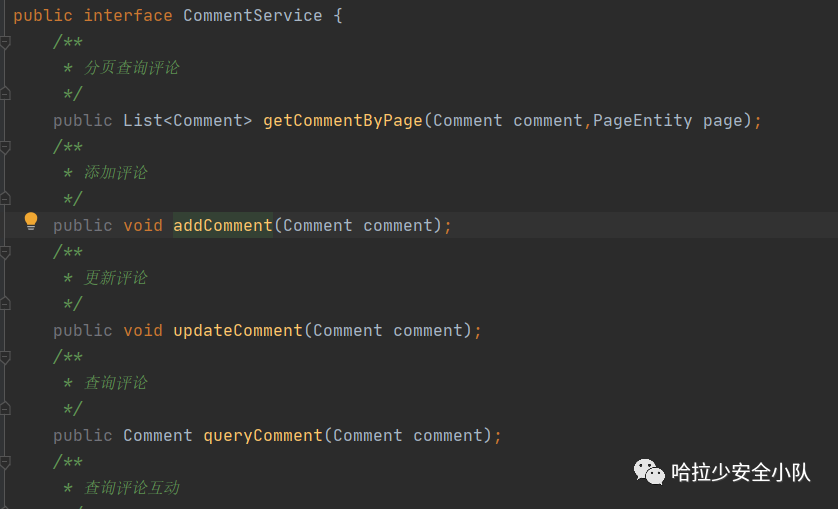 public interface CommentService {
/**
* 分页查询评论
*/
public List<Comment> getCommentByPage(Comment comment,PageEntity page);
/**
* 添加评论
*/
public void addComment(Comment comment);
/**
* 更新评论
*/
public void updateComment(Comment comment);
/**
* 查询评论
*/
public Comment queryComment(Comment comment);
/**
* 查询评论互动
哈拉少安全小队